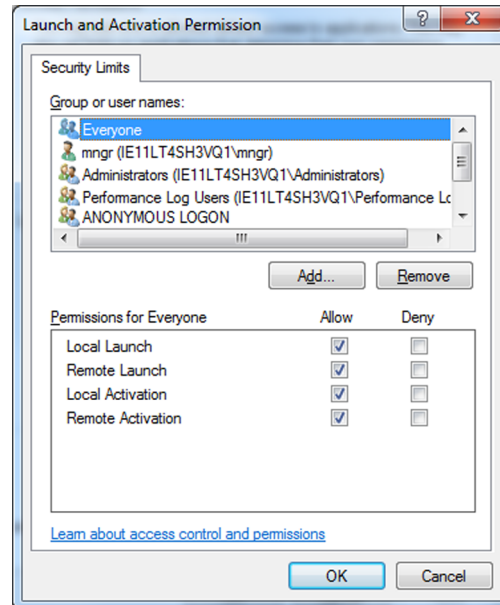 Launch and Activation Permission
Security Limits
Group or user names:
Everyone
mngr (IE11LT4SH3VQ1\mngr)
Administrators (IE11LT4SH3VQ1\Administrators)
Performance Log Users (IE11LT4SH3VQ1\Performance Lo
ANONYMOUS LOGON
Add... Remove
Permissions for Everyone Allow Deny
Local Launch
Remote Launch
Local Activation
Remote Activation
Learn about access control and permissions
OK Cancel